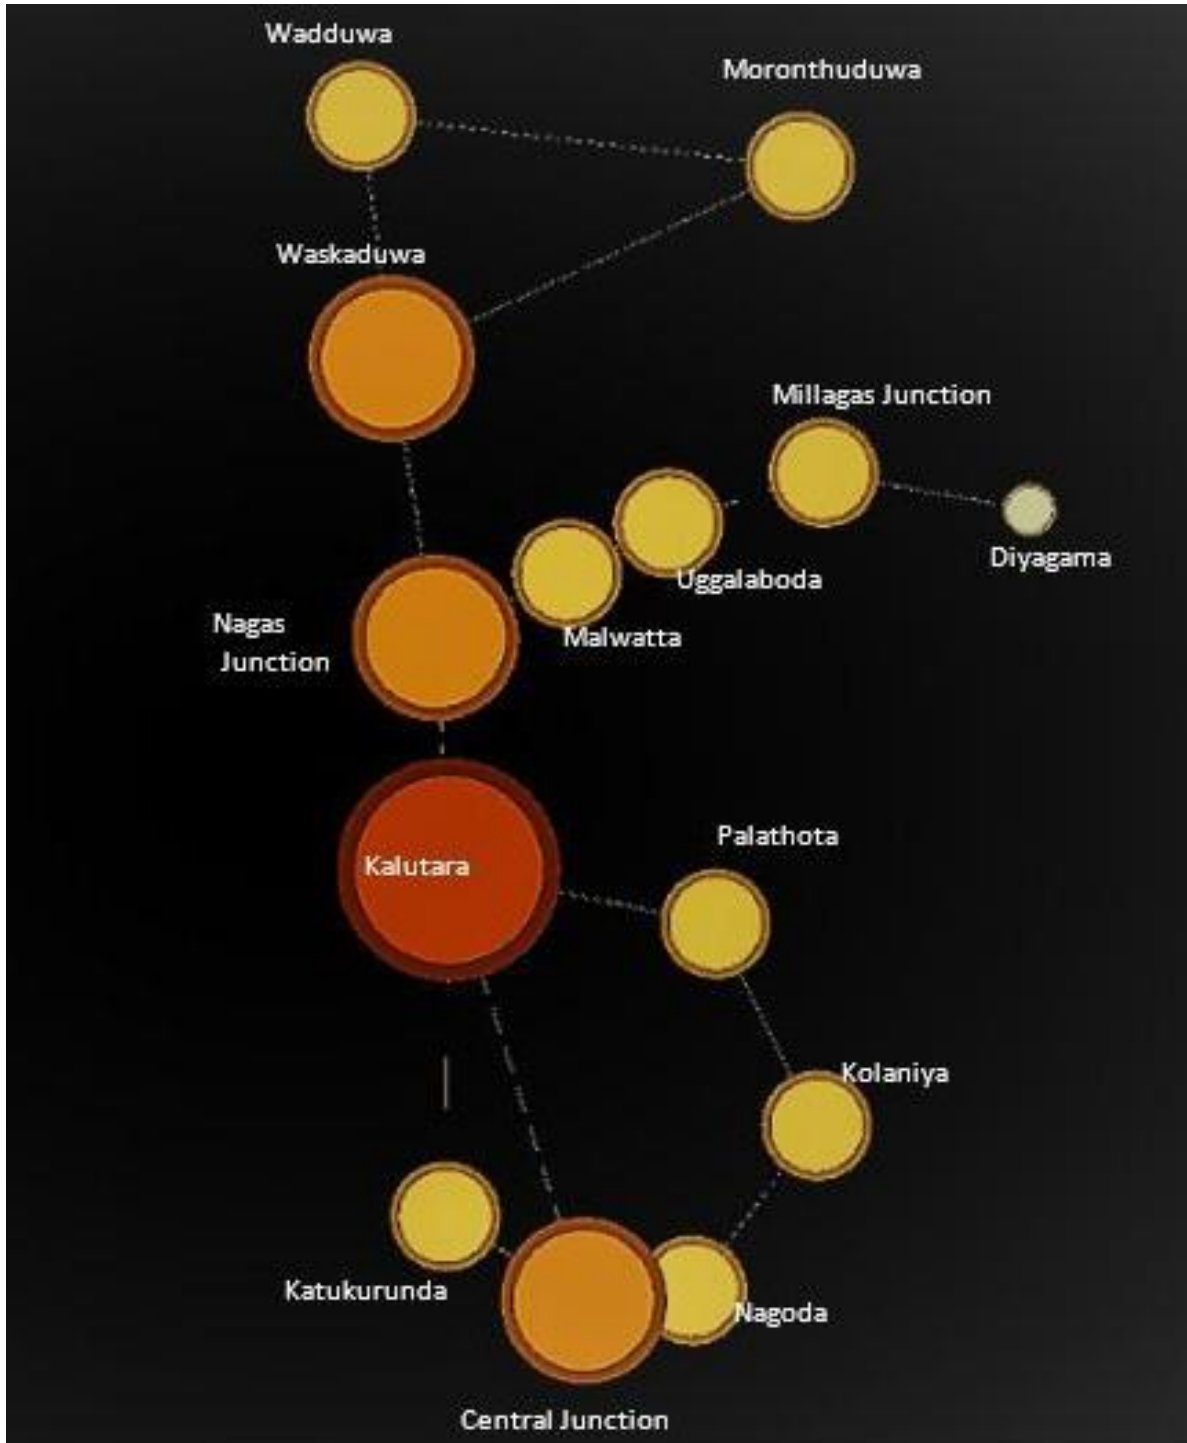 Wadduwa
Moronthuduwa
Waskaduwa
Millagas Junction
Diyagama
Uggalaboda
Malwatta
Nagas
Junction
Palathota
Kalutara
Kolaniya
Katukurunda
Nagoda
Central Junction